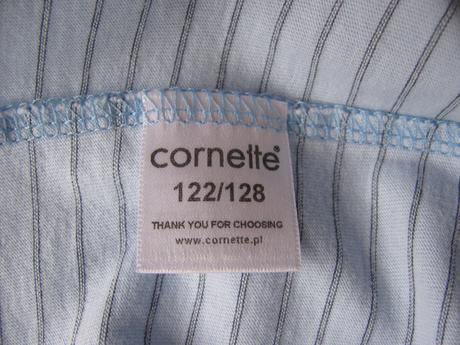 cornette®
122/128
THANK YOU FOR CHOOSING
www.cornette.pl